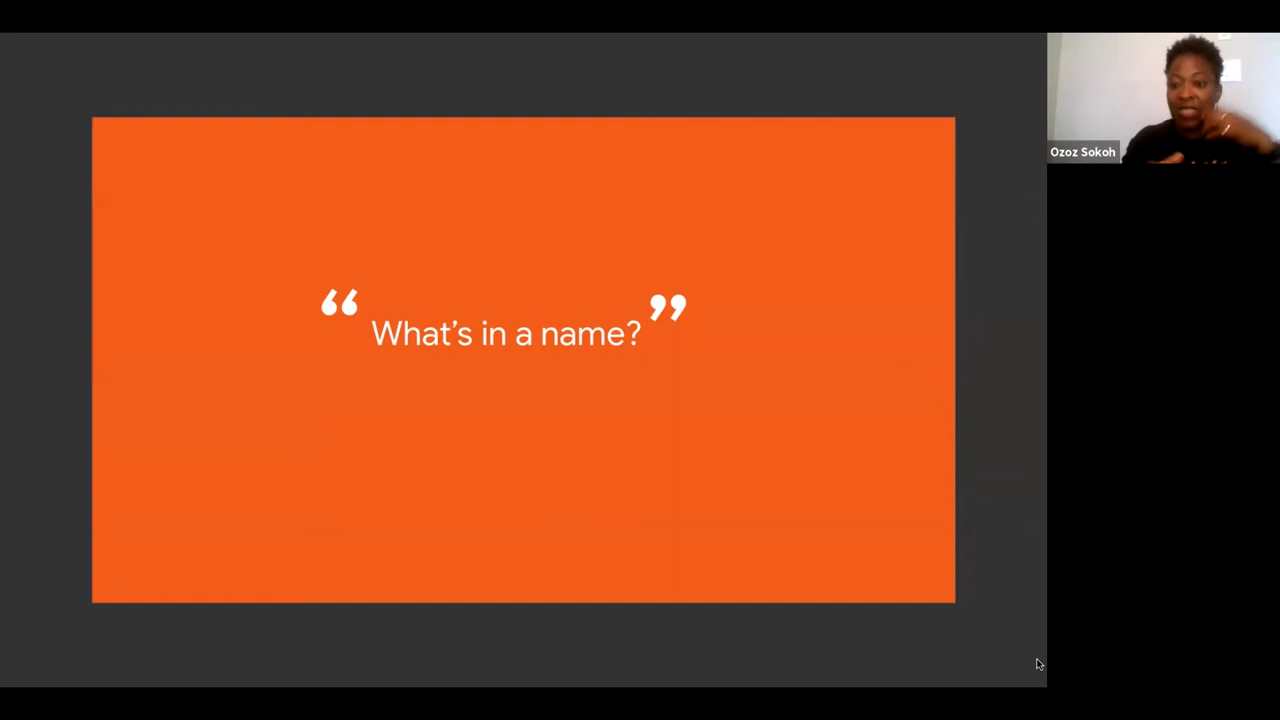 “ What’s in a name? ”
Ozoz Sokoh